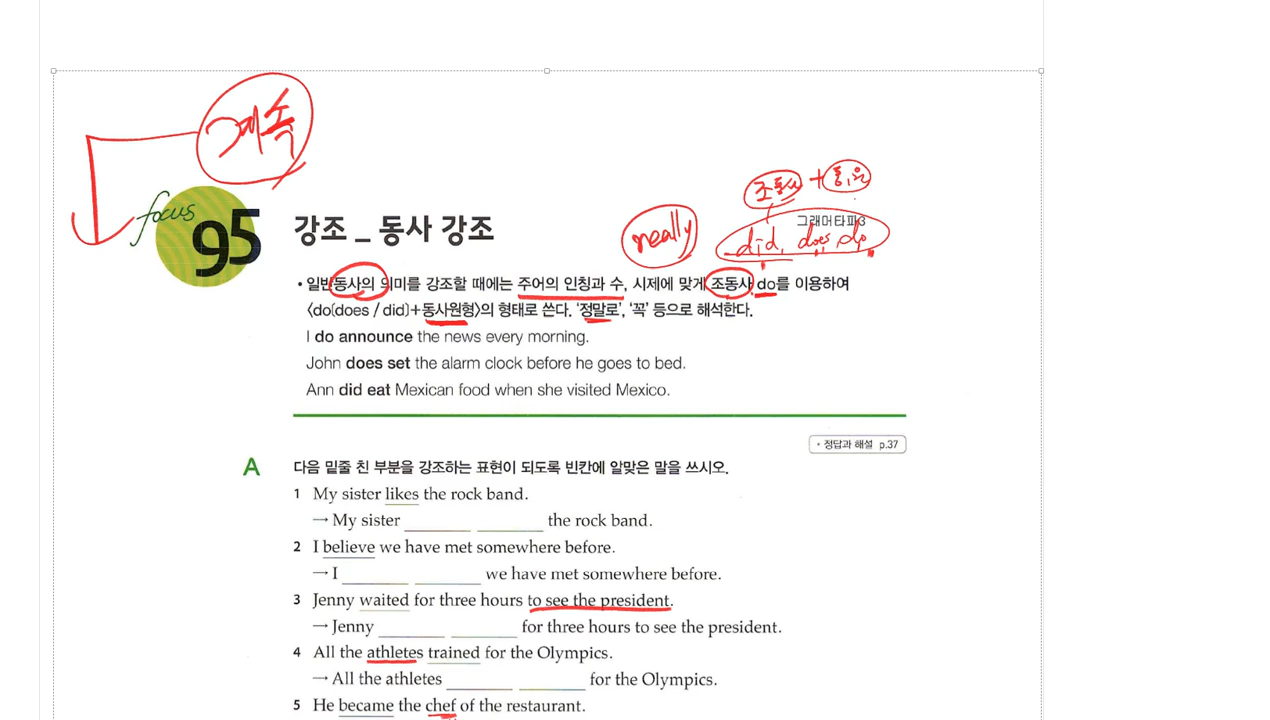 계속
조동사 + 동.원
focus
95
강조 _ 동사 강조
really
그래머타파3
did, does do
• 일반동사의 의미를 강조할 때에는 주어의 인칭과 수, 시제에 맞게 조동사 do를 이용하여
〈do(does / did)+동사원형〉의 형태로 쓴다. '정말로', '꼭' 등으로 해석한다.
I do announce the news every morning.
John does set the alarm clock before he goes to bed.
Ann did eat Mexican food when she visited Mexico.
• 정답과 해설 p.37
A 다음 밑줄 친 부분을 강조하는 표현이 되도록 빈칸에 알맞은 말을 쓰시오.
1 My sister likes the rock band.
→ My sister ________ ________ the rock band.
2 I believe we have met somewhere before.
→ I ________ ________ we have met somewhere before.
3 Jenny waited for three hours to see the president.
→ Jenny ________ ________ for three hours to see the president.
4 All the athletes trained for the Olympics.
→ All the athletes ________ ________ for the Olympics.
5 He became the chef of the restaurant.